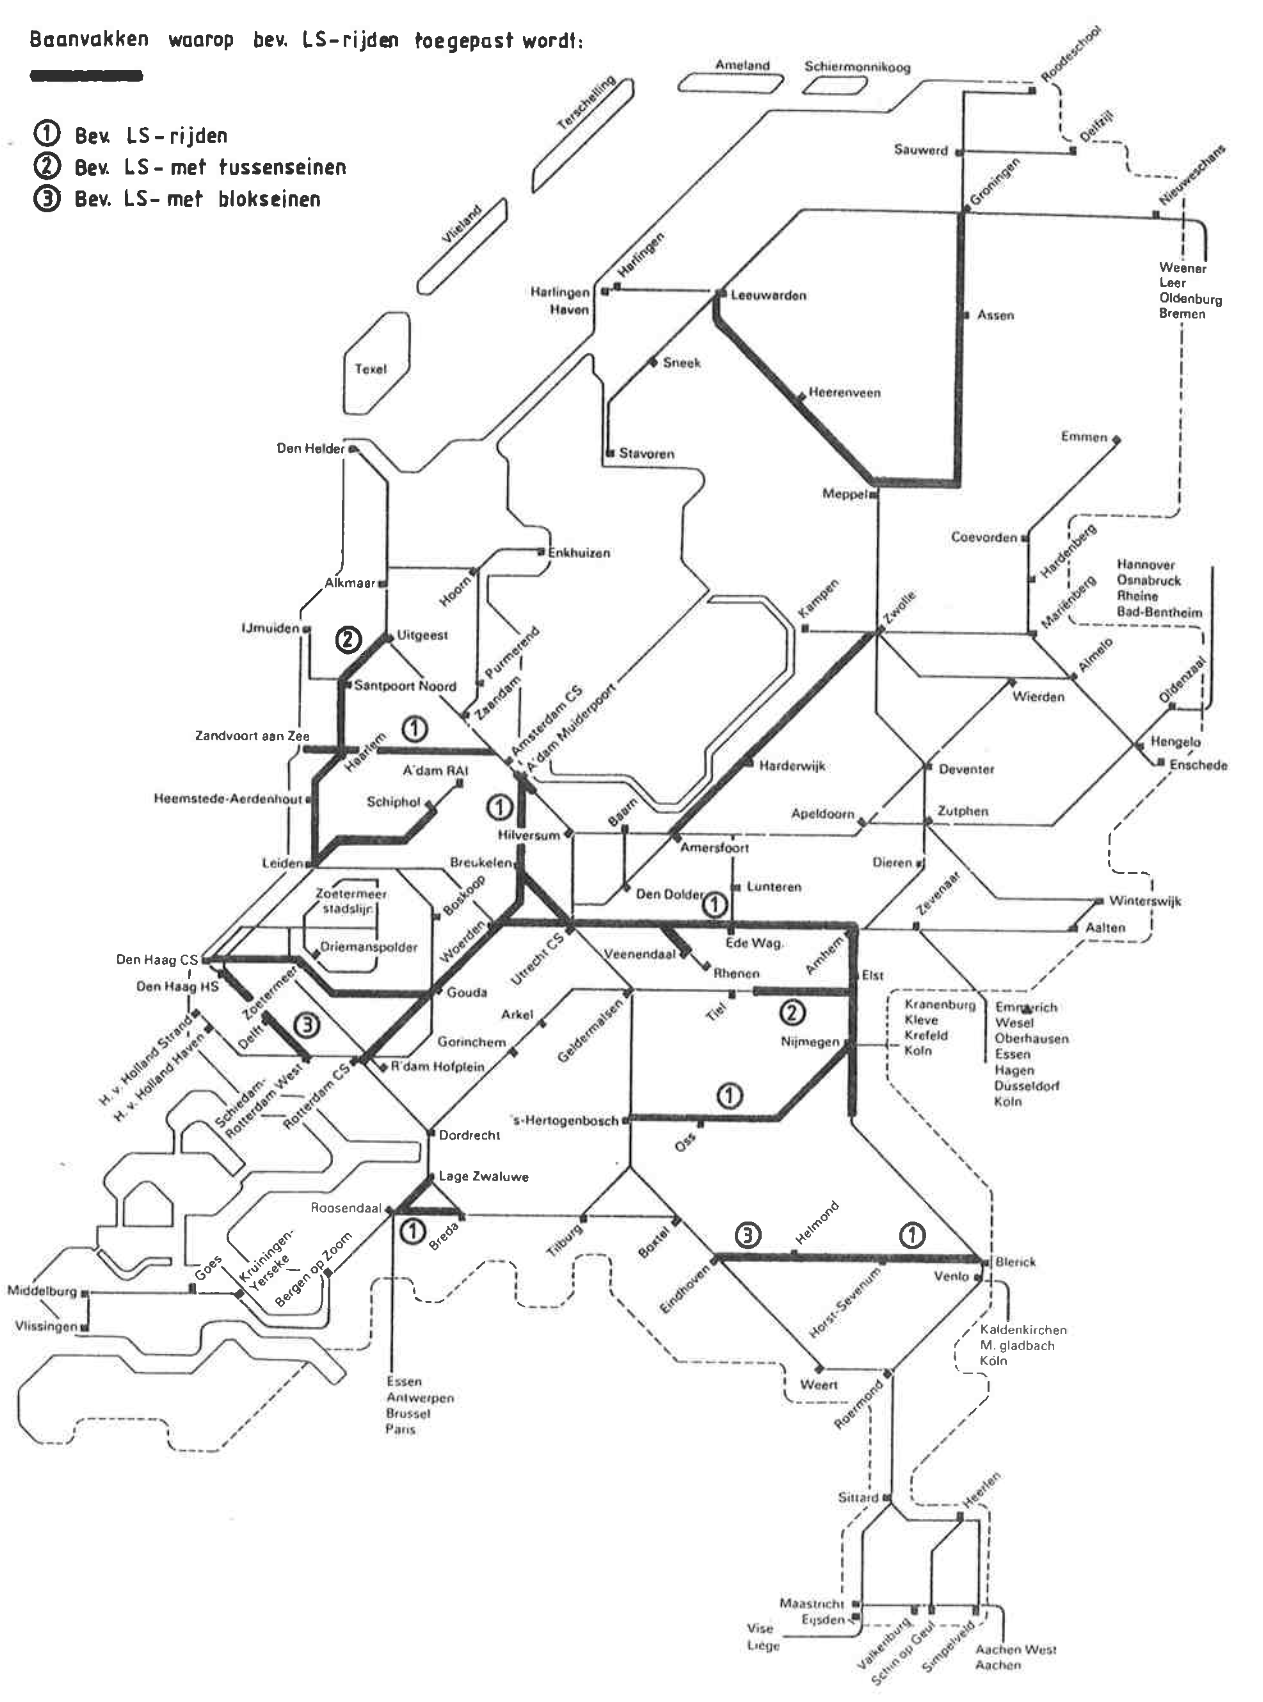 Baanvakken waarop bev. LS-rijden toegepast wordt:
1 Bev. LS-rijden
2 Bev. LS-met tussenseinen
3 Bev. LS-met blokseinen
Ameland
Schiermonnikoog
Terschelling
Vlieland
Texel
Roodeschool
Sauwerd
Delfzijl
Groningen
Nieuweschans
Weener
Leer
Oldenburg
Bremen
Harlingen
Harlingen
Haven
Leeuwarden
Assen
Sneek
Heerenveen
Stavoren
Meppel
Emmen
Coevorden
Hardenberg
Mariënberg
Hannover
Osnabruck
Rheine
Bad-Bentheim
Den Helder
Enkhuizen
Hoorn
Alkmaar
IJmuiden
2
Uitgeest
Santpoort Noord
Purmerend
Zaandam
Kampen
Zwolle
Almelo
Wierden
Oldenzaal
Hengelo
Enschede
Zandvoort aan Zee
1
Haarlem
Amsterdam CS
A'dam Muiderpoort
A'dam RAI
Schiphol
Heemstede-Aerdenhout
1
Harderwijk
Deventer
Apeldoorn
Zutphen
Hilversum
Baarn
Amersfoort
Leiden
Breukelen
Boskoop
Den Dolder
1
Lunteren
Dieren
Zevenaar
Winterswijk
Aalten
Zoetermeer
stadslijn
Driemanspolder
Woerden
Utrecht CS
Veenendaal
Ede Wag.
Rhenen
Arnhem
Elst
Den Haag CS
Den Haag HS
Zoetermeer
Gouda
Delft
3
Arkel
Gorinchem
Geldermalsen
Tiel
2
Nijmegen
Kranenburg
Kleve
Krefeld
Koln
Emmerich
Wesel
Oberhausen
Essen
Hagen
Dusseldorf
Koln
H. v. Holland Strand
H. v. Holland Haven
Schiedam-
Rotterdam West
Rotterdam CS
R'dam Hofplein
1
's-Hertogenbosch
Oss
Dordrecht
Lage Zwaluwe
Roosendaal
1
Breda
Tilburg
Boxtel
3
Helmond
1
Blerick
Venlo
Eindhoven
Horst-Sevenum
Kaldenkirchen
M. gladbach
Köln
Middelburg
Vlissingen
Goes
Kruiningen-
Yerseke
Bergen op Zoom
Essen
Antwerpen
Brussel
Paris
Weert
Roermond
Sittard
Heerlen
Maastricht
Eijsden
Vise
Liège
Valkenburg
Schin op Geul
Simpelveld
Aachen West
Aachen